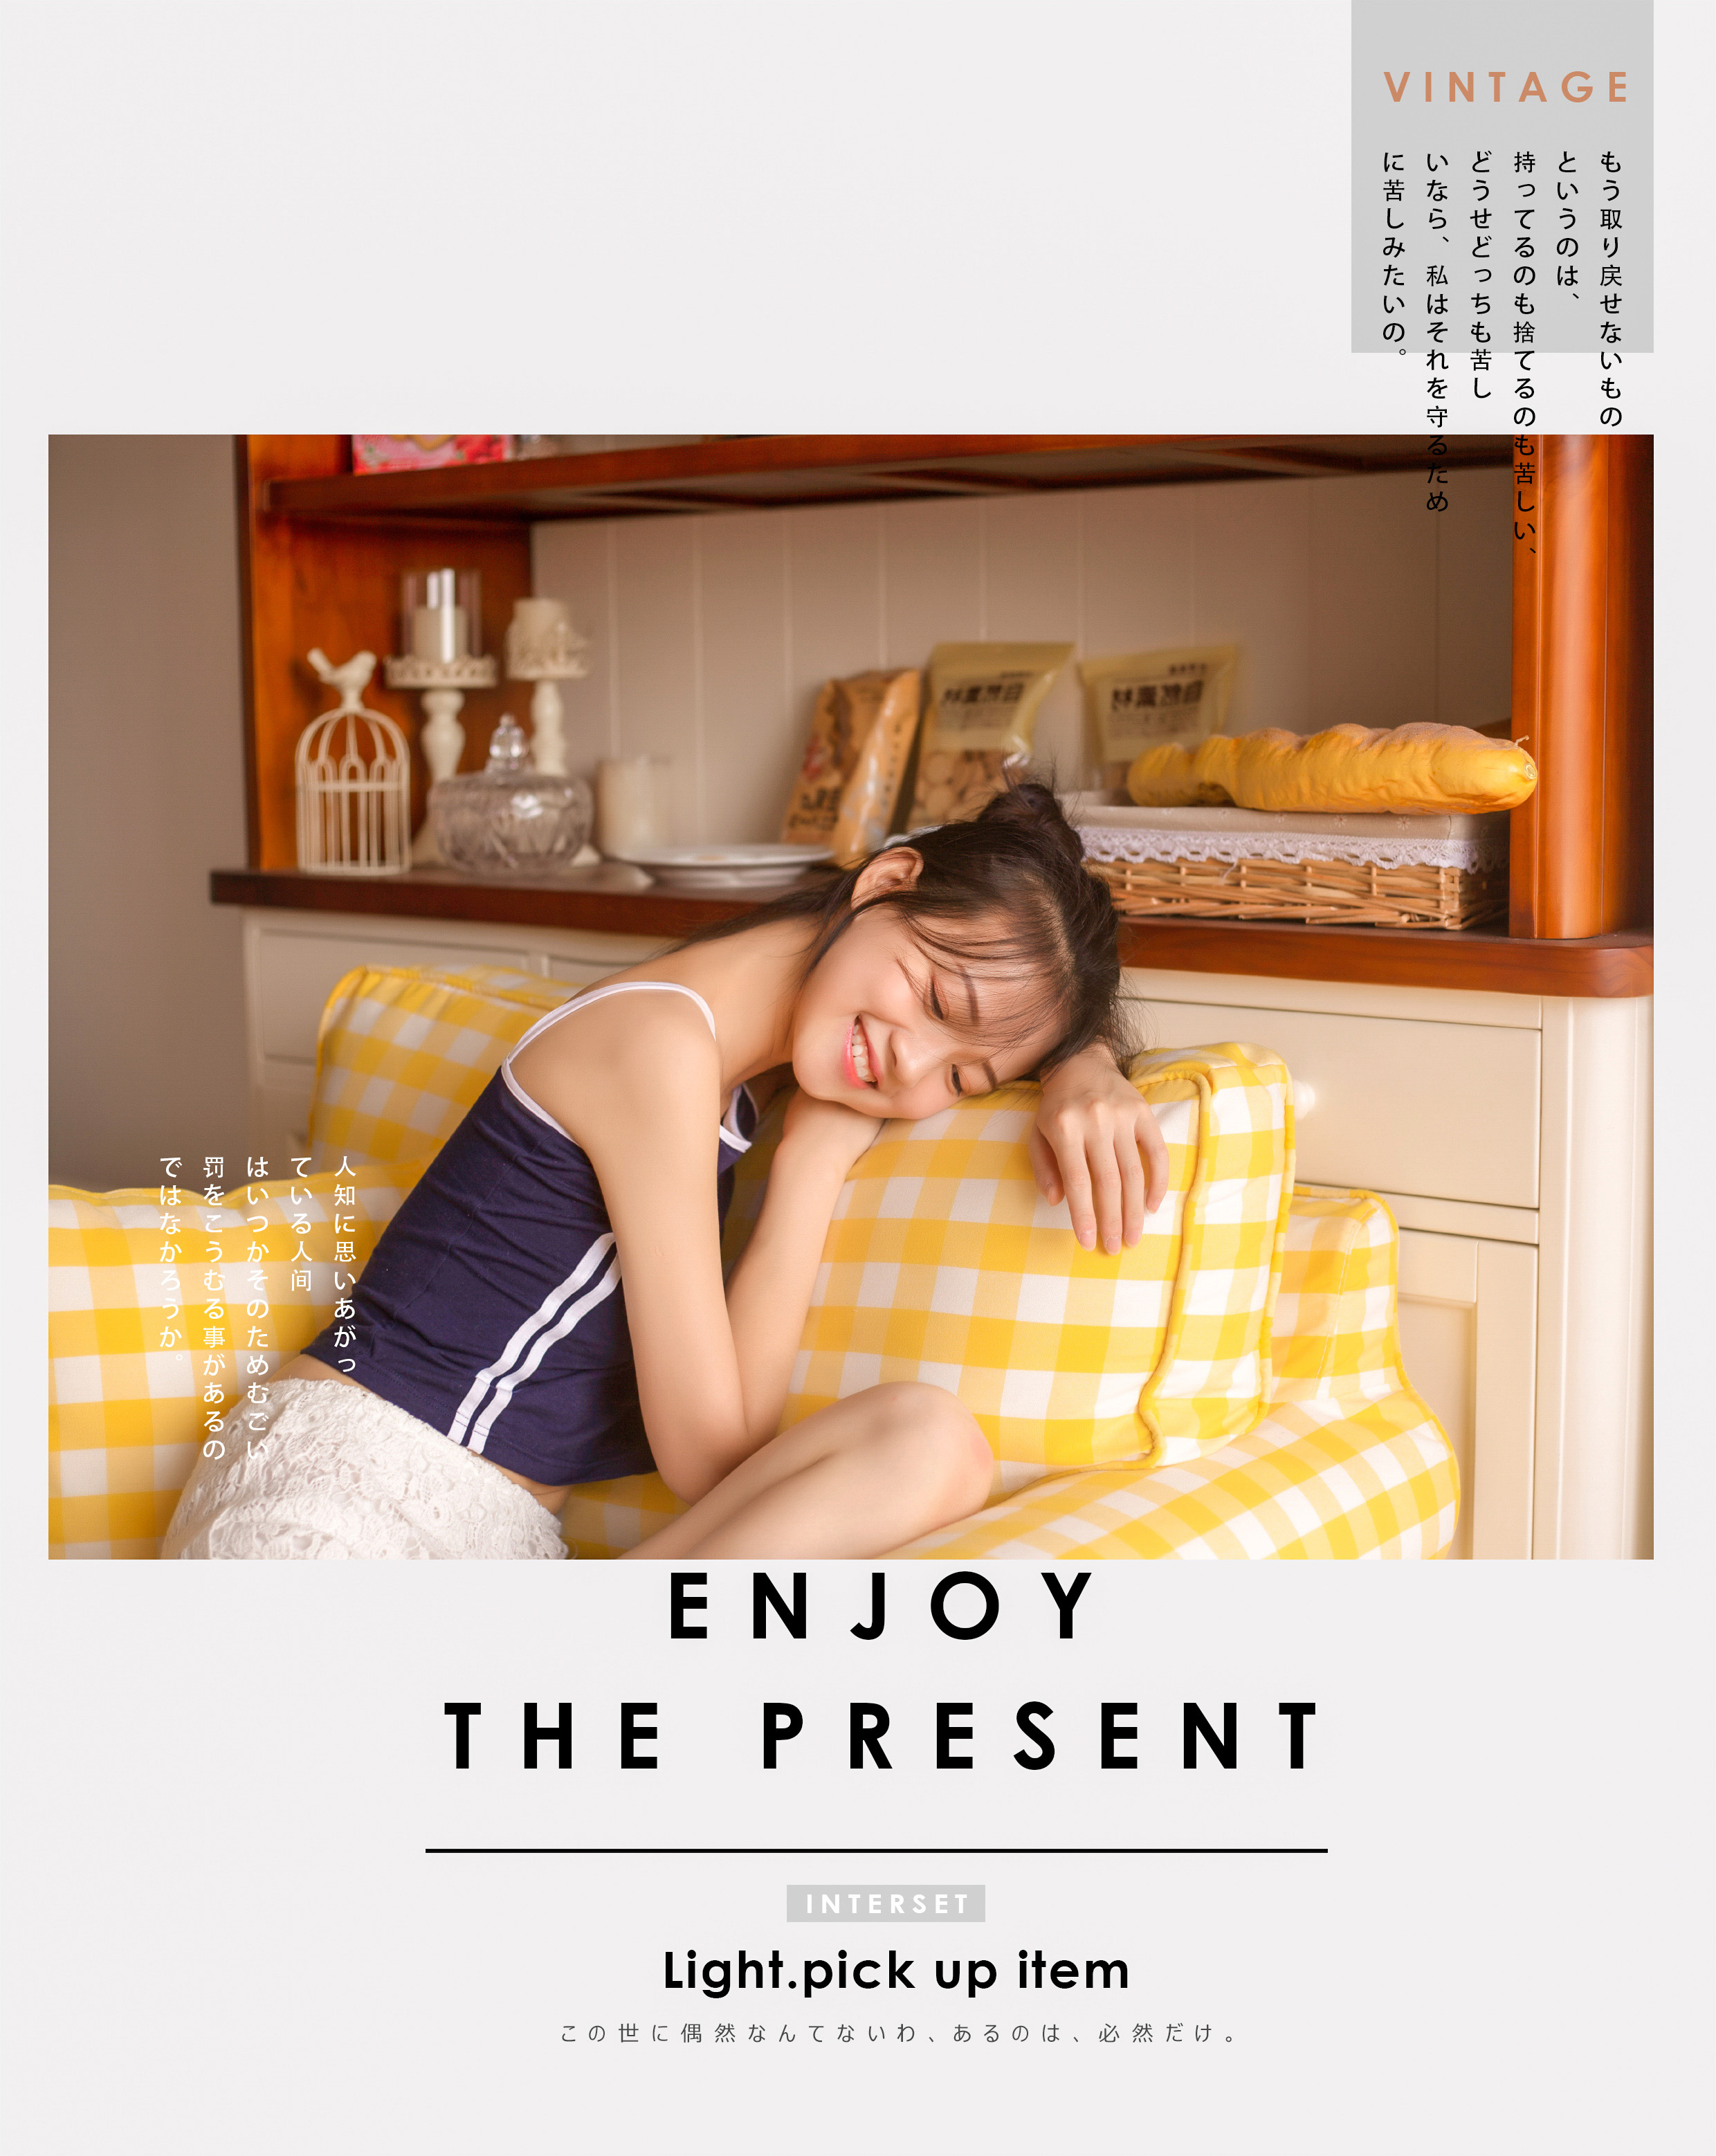 VINTAGE
もう取り戻せないもの
というのは、
持ってるのも捨てるのも苦しい、
どうせどっちも苦し
いなら、私はそれを守るため
に苦しみたいの。
人知に思いあがっ
ている人间
はいつかそのためむごい
罰をこうむる事があるの
ではなかろうか。
ENJOY
THE PRESENT
INTERSET
Light.pick up item
この世に偶然なんてないわ、あるのは、必然だけ。